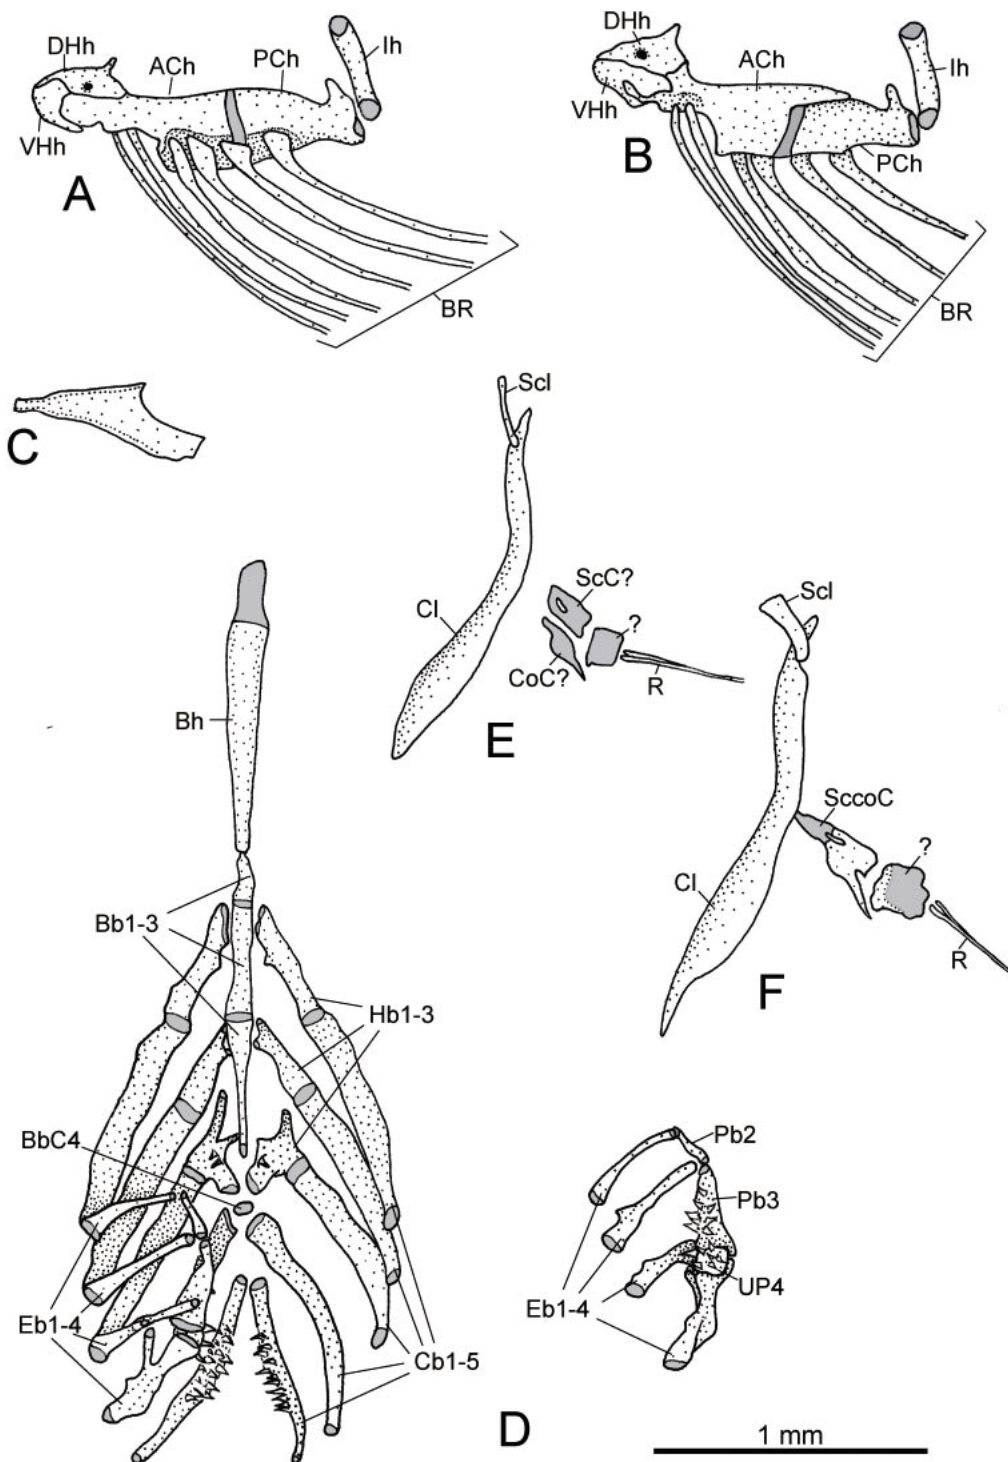 DHh
ACh
PCh
Ih
VHh
A
BR
DHh
VHh
ACh
Ih
PCh
B
BR
C
Scl
Cl
ScC?
?
CoC?
R
E
Scl
SccoC
?
Cl
R
F
Bh
Bb1-3
Hb1-3
BbC4
Eb1-4
Cb1-5
D
Pb2
Pb3
UP4
Eb1-4
1 mm